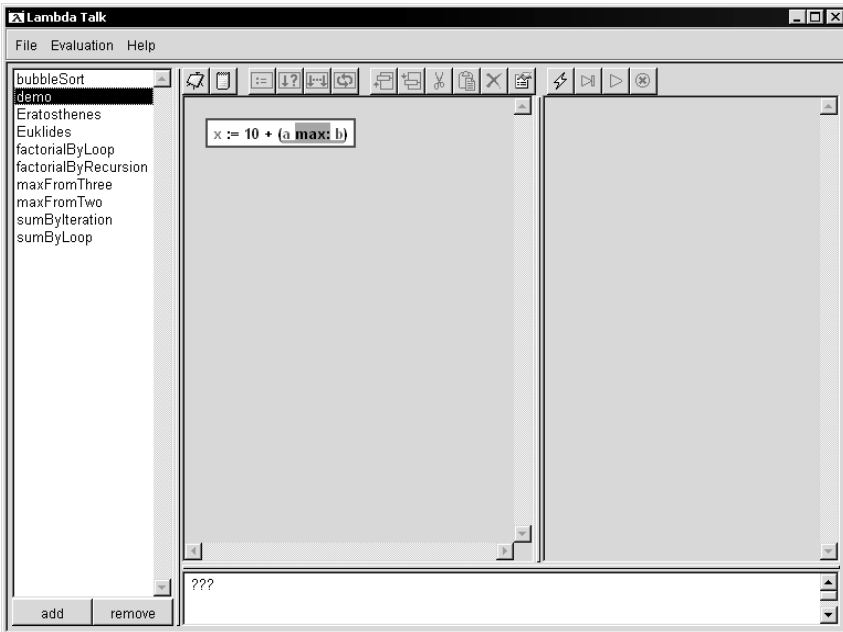 Lambda Talk
File Evaluation Help
bubbleSort
demo
Eratosthenes
Euklides
factorialByLoop
factorialByRecursion
maxFromThree
maxFromTwo
sumByIteration
sumByLoop
add remove
:= ↓?
x := 10 + (a max: b)
???